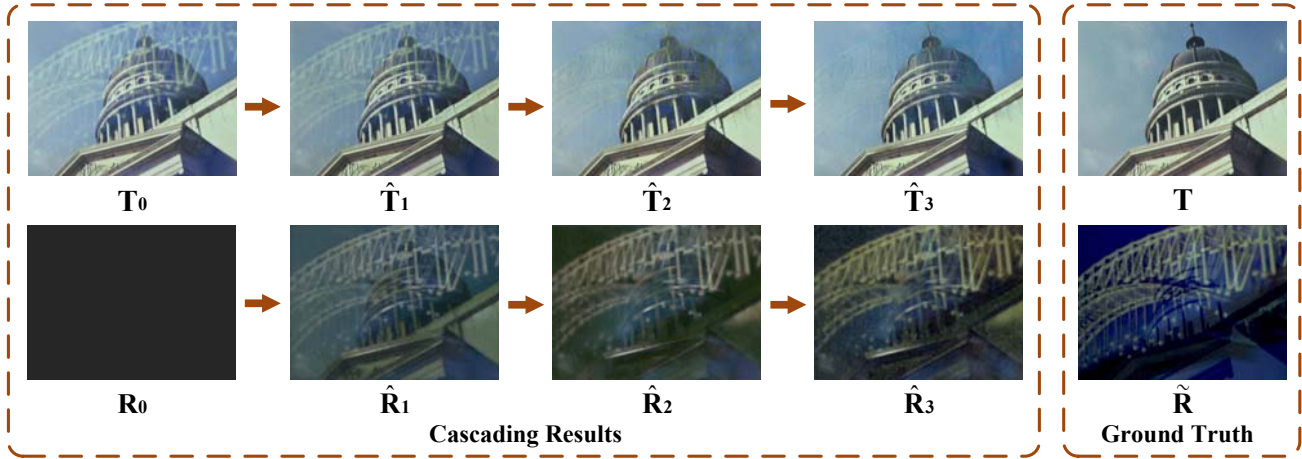 T₀ T̂₁ T̂₂ T̂₃ T
R₀ R̂₁ R̂₂ R̂₃ R̃
Cascading Results Ground Truth